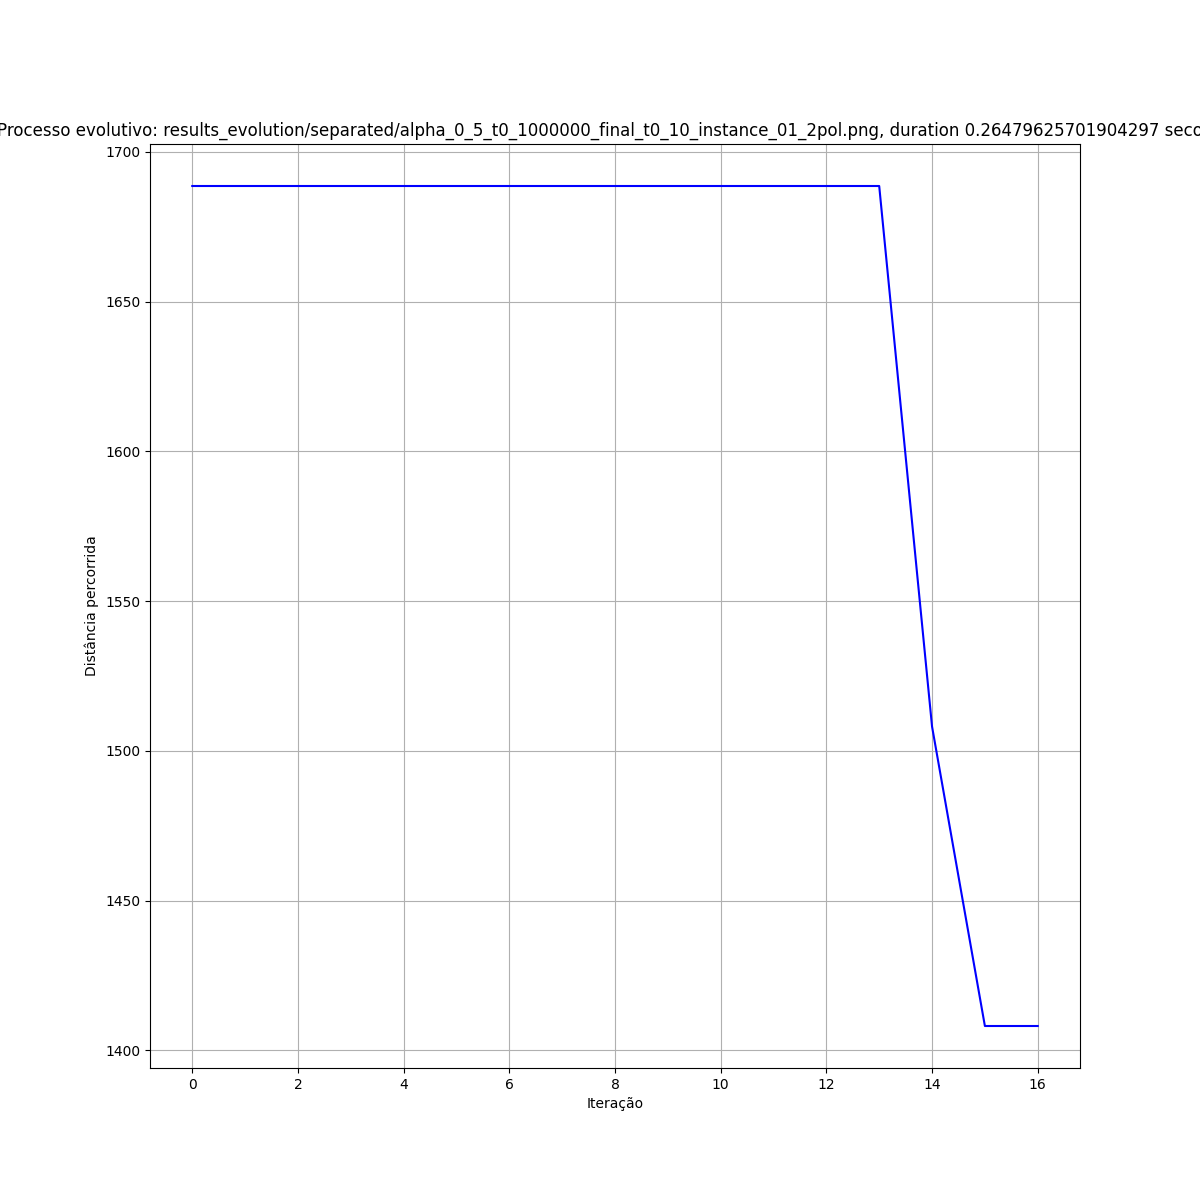 Processo evolutivo: results_evolution/separated/alpha_0_5_t0_1000000_final_t0_10_instance_01_2pol.png, duration 0.26479625701904297 seco
1700
1650
1600
1550
1500
1450
1400
Distância percorrida
0 2 4 6 8 10 12 14 16
Iteração